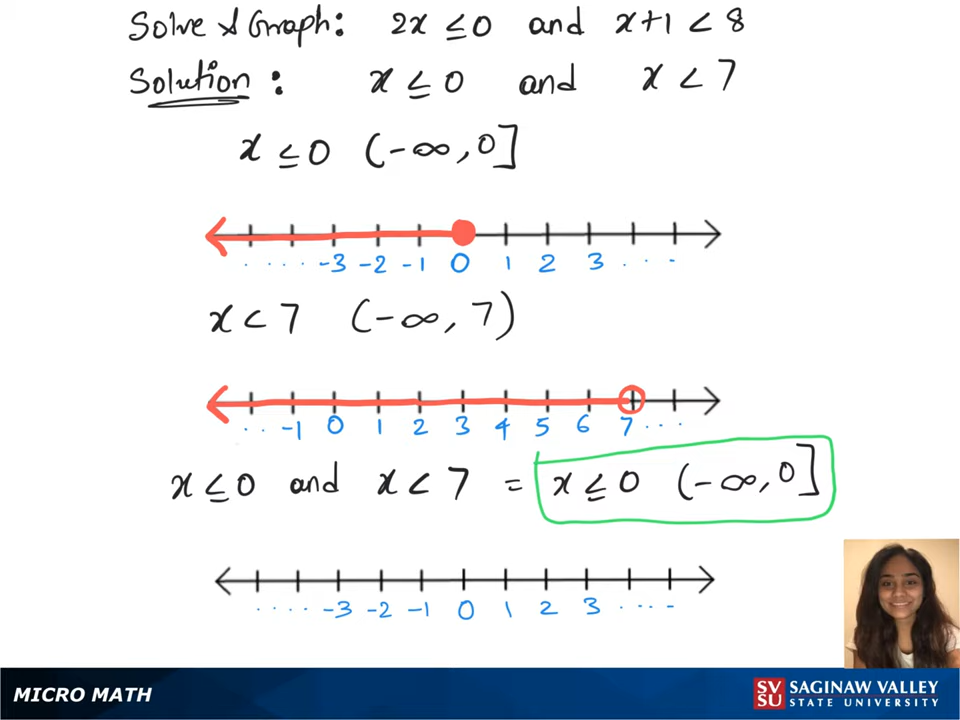 Solve & Graph: 2x ≤ 0 and x+1 < 8
Solution: x ≤ 0 and x < 7
x ≤ 0 (-∞, 0]
. . . . -3 -2 -1 0 1 2 3 . . . -
x < 7 (-∞, 7)
. . -1 0 1 2 3 4 5 6 7 . . .
x ≤ 0 and x < 7 = x ≤ 0 (-∞, 0]
. . . . -3 -2 -1 0 1 2 3 . . . -
MICRO MATH
SV SU SAGINAW VALLEY
STATE UNIVERSITY